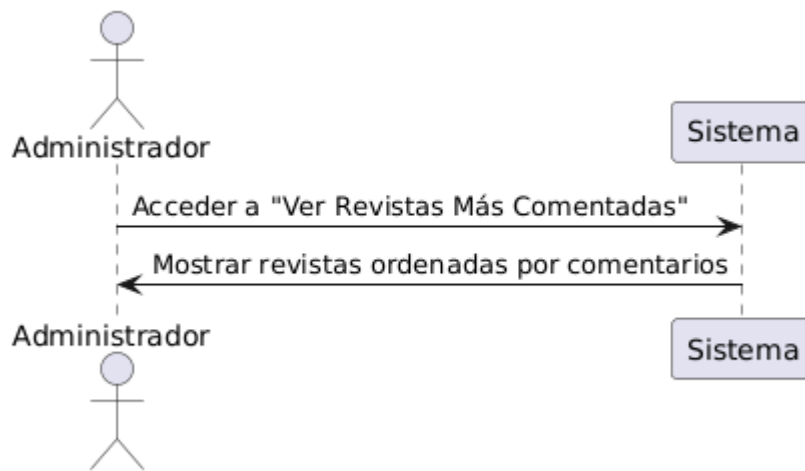 Administrador
Sistema
Acceder a "Ver Revistas Más Comentadas"
Mostrar revistas ordenadas por comentarios
Administrador
Sistema